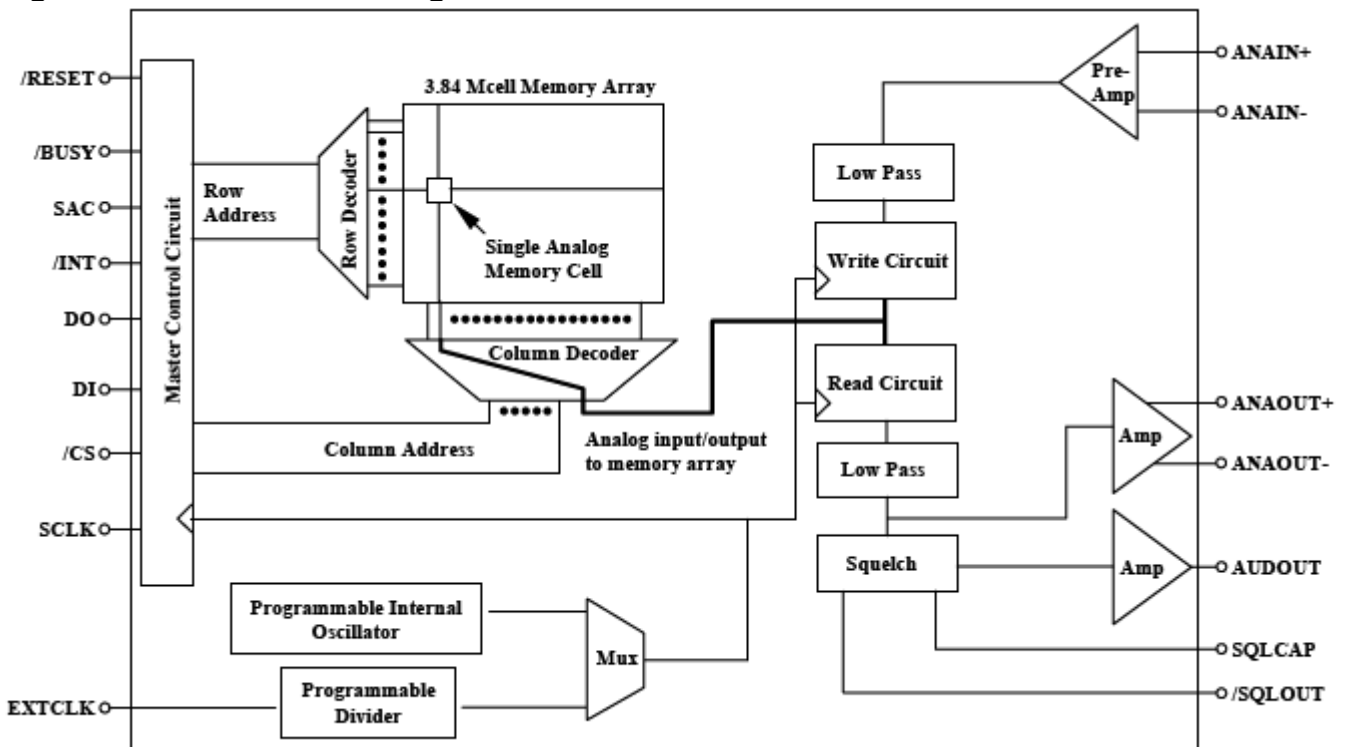 /RESET
/BUSY
SAC
/INT
DO
DI
/CS
SCLK
EXTCLK
Master Control Circuit
Row
Address
Row Decoder
3.84 Mcell Memory Array
Single Analog
Memory Cell
Column Decoder
Column Address
Analog input/output
to memory array
Programmable Internal
Oscillator
Programmable
Divider
Mux
Pre-
Amp
Low Pass
Write Circuit
Read Circuit
Low Pass
Squelch
Amp
Amp
ANAIN+
ANAIN-
ANAOUT+
ANAOUT-
AUDOUT
SQLCAP
/SQLOUT